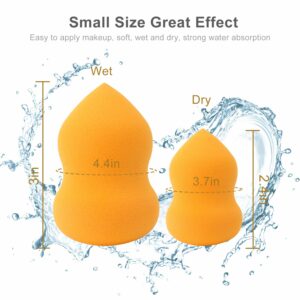 Small Size Great Effect
Easy to apply makeup, soft, wet and dry, strong water absorption
Wet
Dry
3in
4.4in
3.7in
2.4in